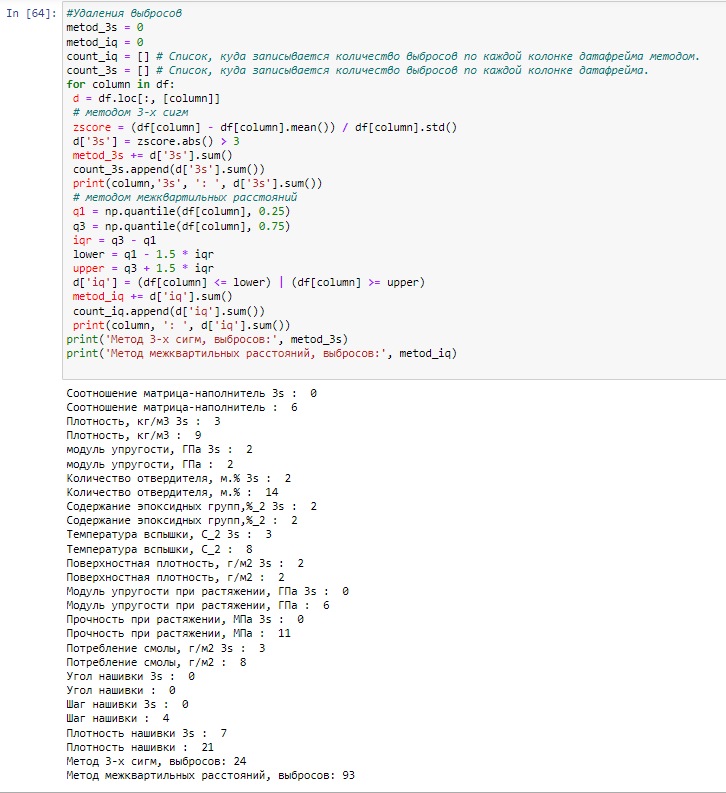 In [64]:
#Удаления выбросов
metod_3s = 0
metod_iq = 0
count_iq = [] # Список, куда записывается количество выбросов по каждой колонке датафрейма методом.
count_3s = [] # Список, куда записывается количество выбросов по каждой колонке датафрейма.
for column in df:
 d = df.loc[:, [column]]
 # методом 3-х сигм
 zscore = (df[column] - df[column].mean()) / df[column].std()
 d['3s'] = zscore.abs() > 3
 metod_3s += d['3s'].sum()
 count_3s.append(d['3s'].sum())
 print(column,'3s', ': ', d['3s'].sum())
 # методом межквартильных расстояний
 q1 = np.quantile(df[column], 0.25)
 q3 = np.quantile(df[column], 0.75)
 iqr = q3 - q1
 lower = q1 - 1.5 * iqr
 upper = q3 + 1.5 * iqr
 d['iq'] = (df[column] <= lower) | (df[column] >= upper)
 metod_iq += d['iq'].sum()
 count_iq.append(d['iq'].sum())
 print(column, ': ', d['iq'].sum())
print('Метод 3-х сигм, выбросов:', metod_3s)
print('Метод межквартильных расстояний, выбросов:', metod_iq)
Соотношение матрица-наполнитель 3s :  0
Соотношение матрица-наполнитель :  6
Плотность, кг/м3 3s :  3
Плотность, кг/м3 :  9
модуль упругости, ГПа 3s :  2
модуль упругости, ГПа :  2
Количество отвердителя, м.% 3s :  2
Количество отвердителя, м.% :  14
Содержание эпоксидных групп,%_2 3s :  2
Содержание эпоксидных групп,%_2 :  2
Температура вспышки, С_2 3s :  3
Температура вспышки, С_2 :  8
Поверхностная плотность, г/м2 3s :  2
Поверхностная плотность, г/м2 :  2
Модуль упругости при растяжении, ГПа 3s :  0
Модуль упругости при растяжении, ГПа :  6
Прочность при растяжении, МПа 3s :  0
Прочность при растяжении, МПа :  11
Потребление смолы, г/м2 3s :  3
Потребление смолы, г/м2 :  8
Угол нашивки 3s :  0
Угол нашивки :  0
Шаг нашивки 3s :  0
Шаг нашивки :  4
Плотность нашивки 3s :  7
Плотность нашивки :  21
Метод 3-х сигм, выбросов: 24
Метод межквартильных расстояний, выбросов: 93